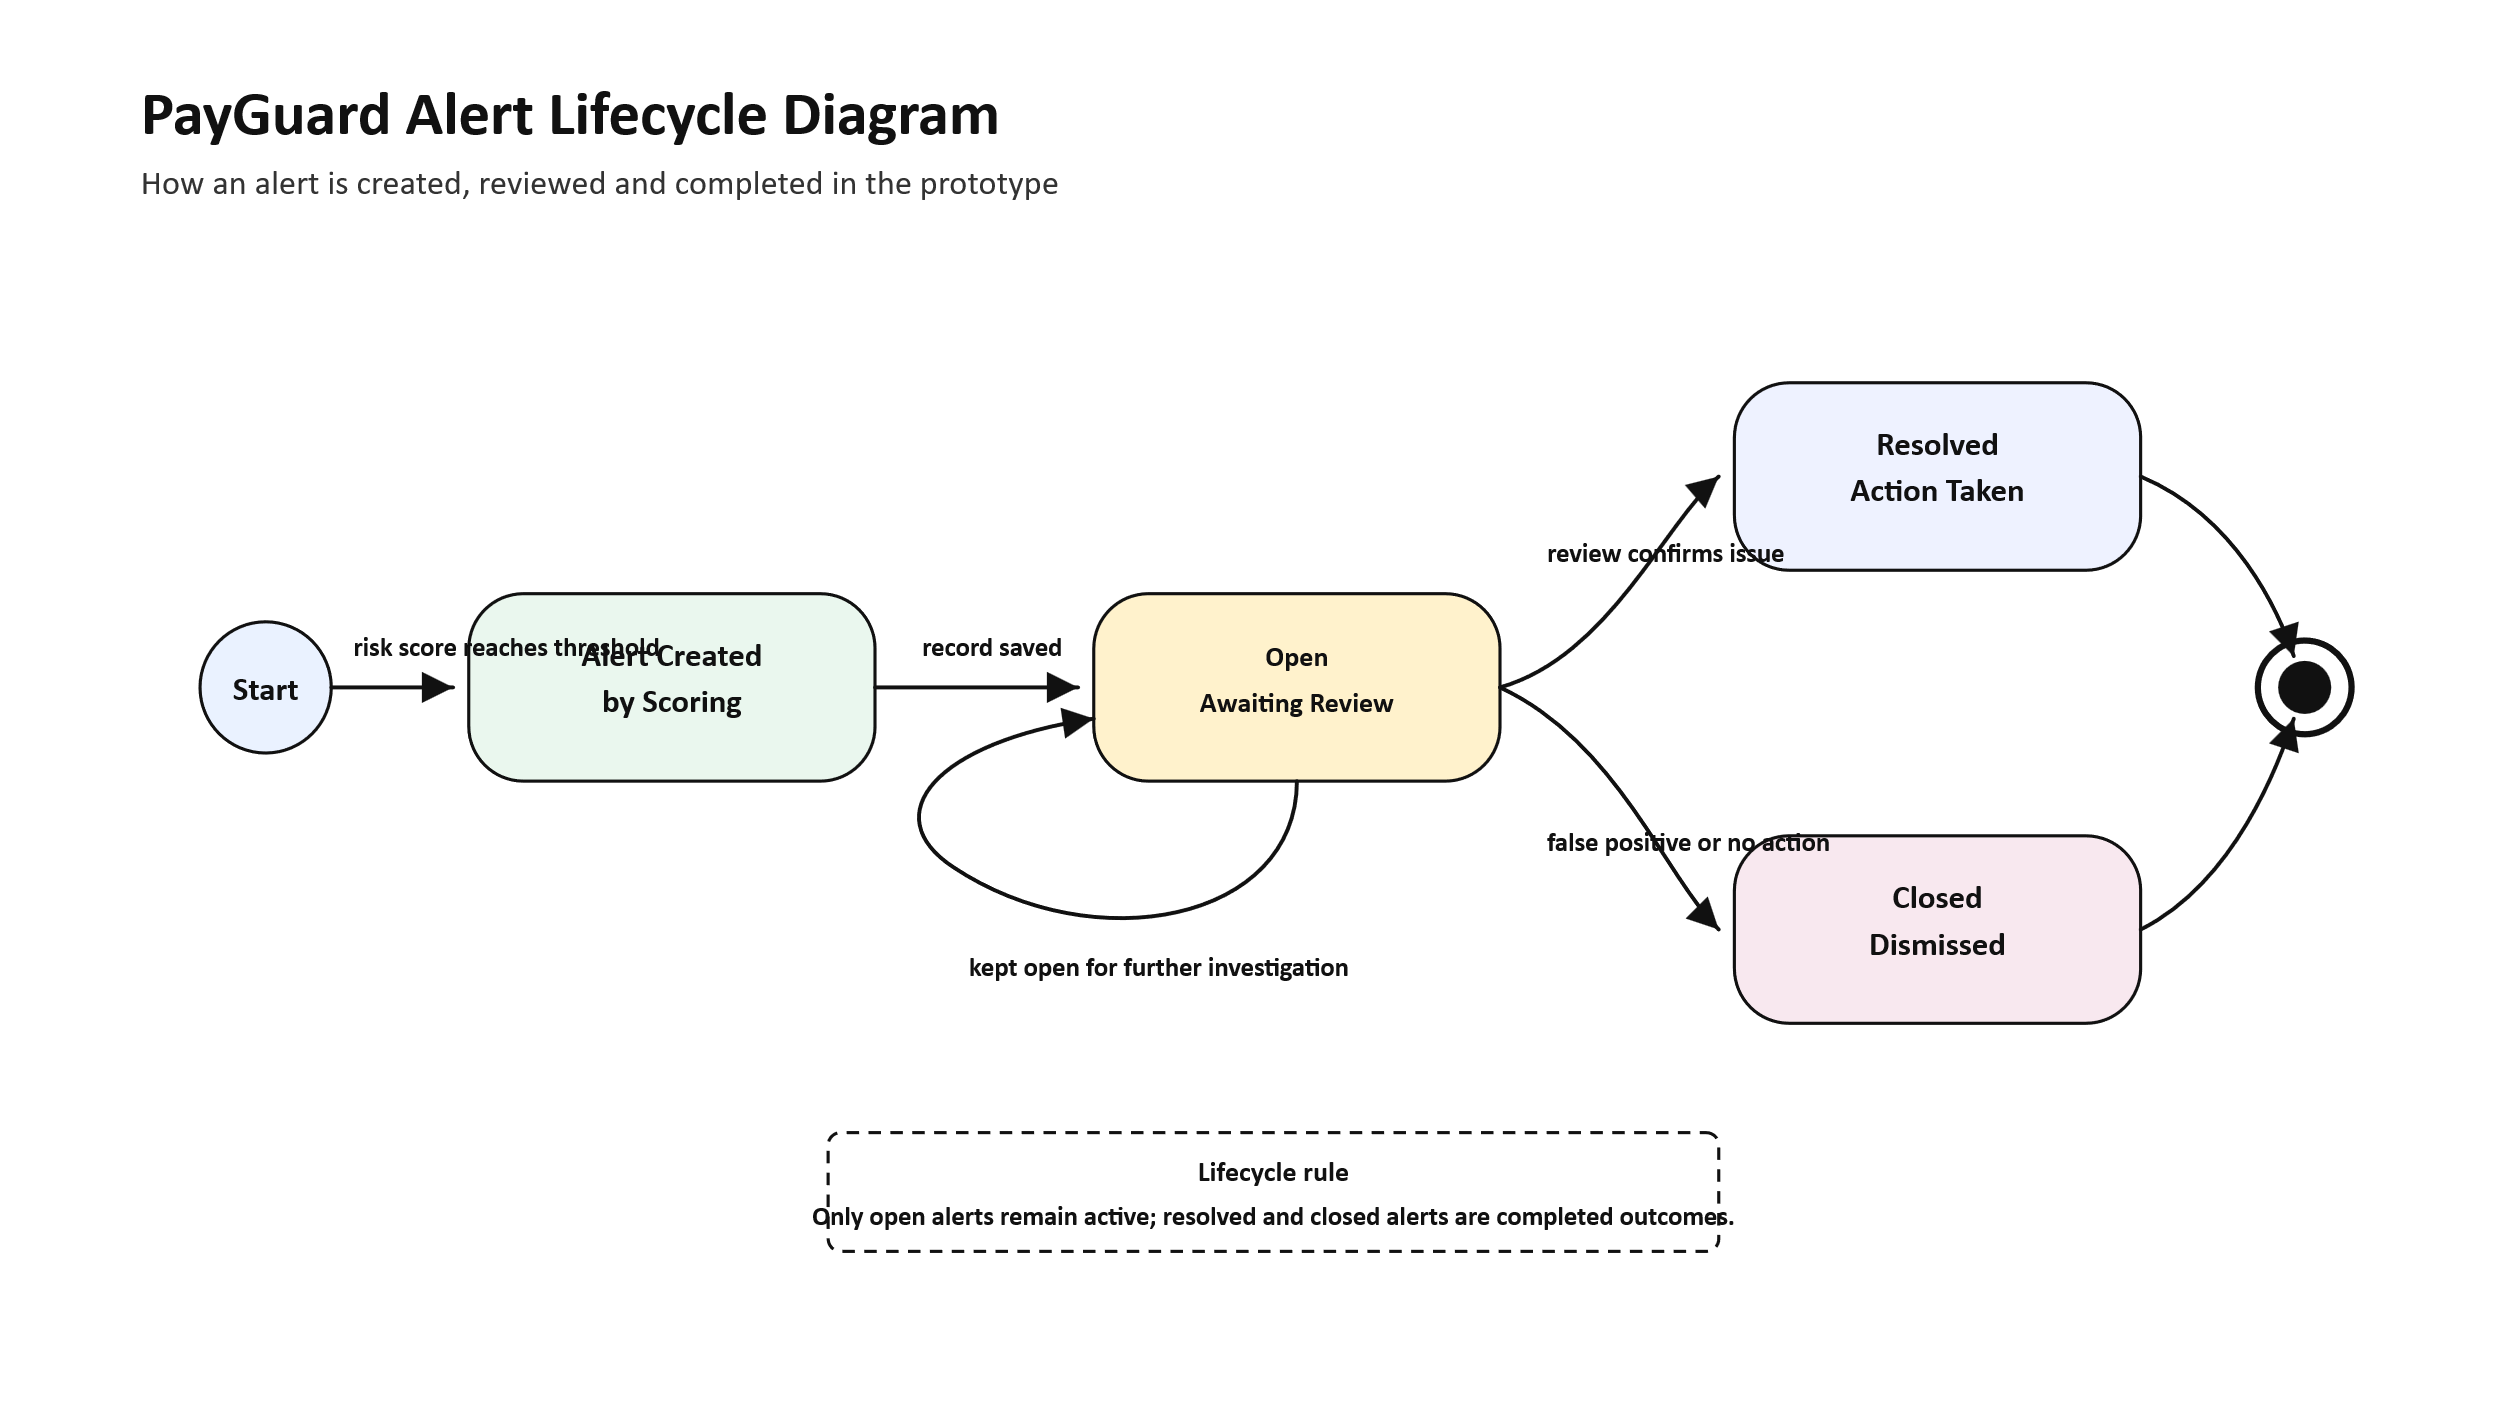 PayGuard Alert Lifecycle Diagram
How an alert is created, reviewed and completed in the prototype
Start
risk score reaches threshold
Alert Created
by Scoring
record saved
Open
Awaiting Review
kept open for further investigation
review confirms issue
Resolved
Action Taken
false positive or no action
Closed
Dismissed
Lifecycle rule
Only open alerts remain active; resolved and closed alerts are completed outcomes.